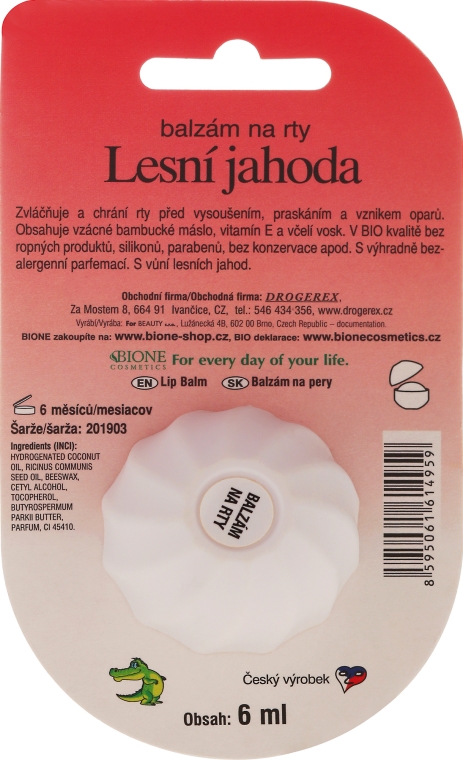 balzám na rty
Lesní jahoda
Zvláčňuje a chrání rty před vysoušením, praskáním a vznikem oparů.
Obsahuje vzácné bambucké máslo, vitamín E a včelí vosk. V BIO kvalitě bez
ropných produktů, silikonů, parabenů, bez konzervace apod. S výhradně bez-
alergenní parfemací. S vůní lesních jahod.
Obchodní firma/Obchodná firma: DROGEREX,
Za Mostem 8, 664 91 Ivančice, CZ, tel.: 546 434 356, www.drogerex.cz
Vyrábí/Vyrába: For BEAUTY s.r.o., Lužánecká 4B, 602 00 Brno, Czech Republic – documentation.
BIONE zakoupíte na: www.bione-shop.cz, BIO deklarace: www.bionecosmetics.cz
BIONE COSMETICS For every day of your life.
EN Lip Balm SK Balzám na pery
6 měsíců/mesiacov
Šarže/šarža: 201903
Ingredients (INCI):
HYDROGENATED COCONUT
OIL, RICINUS COMMUNIS
SEED OIL, BEESWAX,
CETYL ALCOHOL,
TOCOPHEROL,
BUTYROSPERMUM
PARKII BUTTER,
PARFUM, CI 45410.
BALZÁM
NA RTY
8 595061 614959
Český výrobek
Obsah: 6 ml